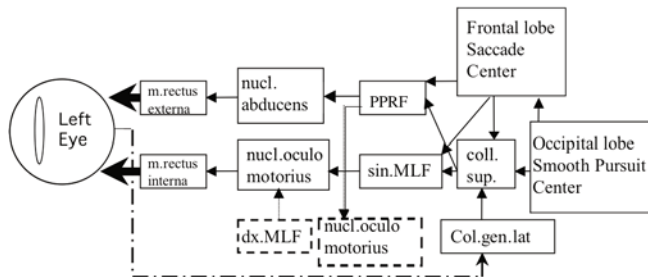 Left
Eye
m.rectus
externa
m.rectus
interna
nucl.
abducens
nucl.oculo
motorius
dx.MLF
PPRF
sin.MLF
nucl.oculo
motorius
Frontal lobe
Saccade
Center
coll.
sup.
Col.gen.lat
Occipital lobe
Smooth Pursuit
Center